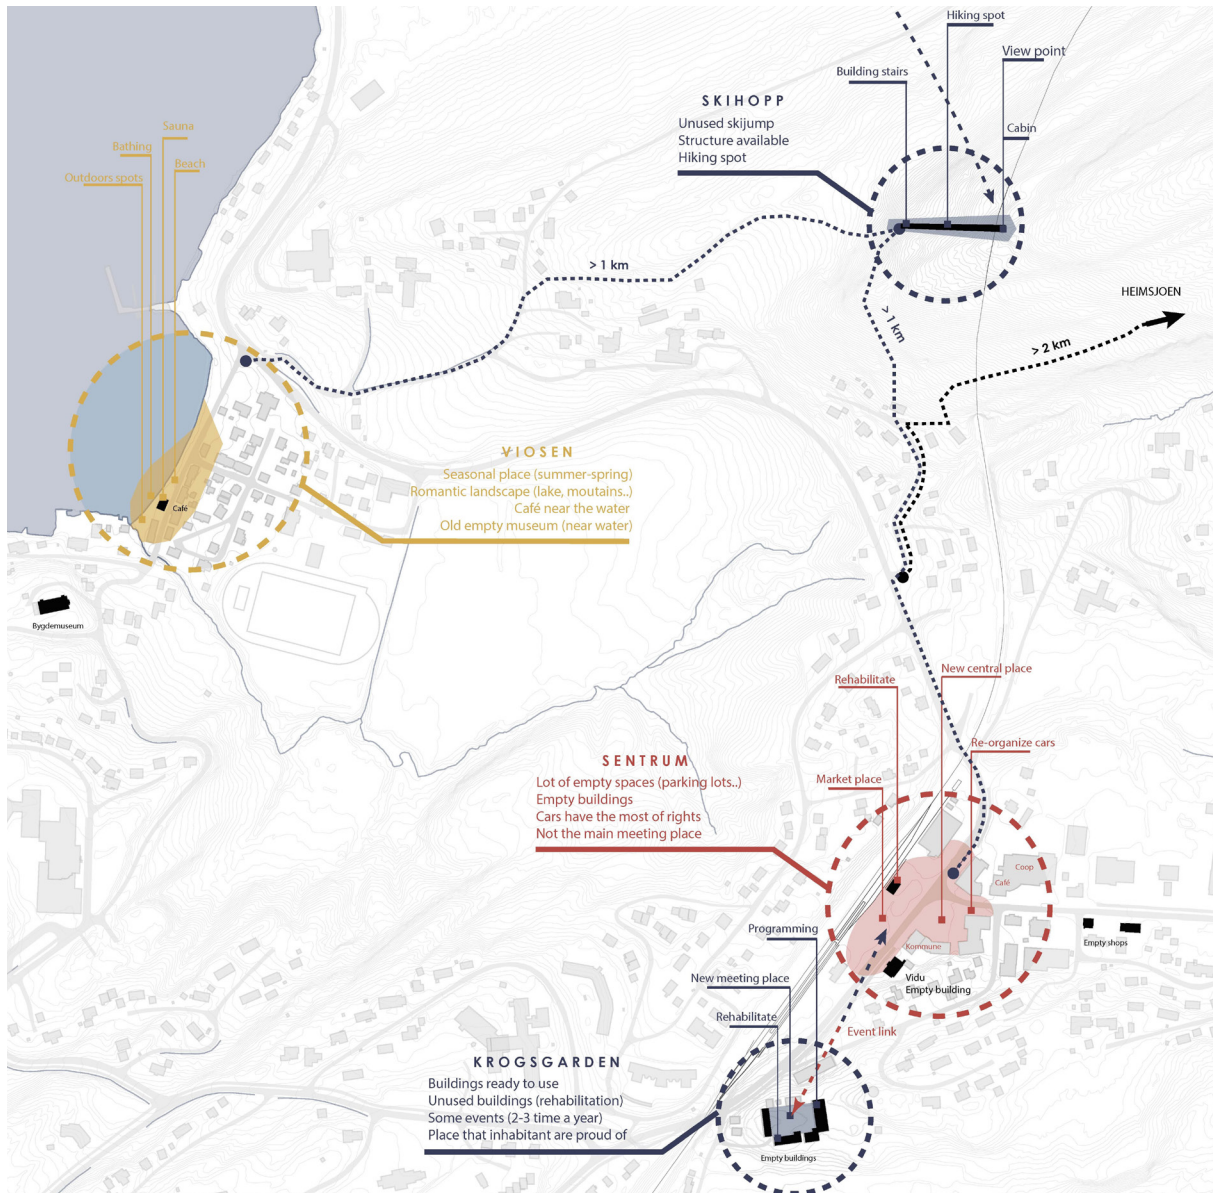 Hiking spot
View point
Building stairs
SKIHOPP
Unused skijump
Structure available
Hiking spot
Cabin
Sauna
Bathing
Beach
Outdoors spots
> 1 km
> 1 km
HEIMSJOEN
> 2 km
VIOSEN
Seasonal place (summer-spring)
Romantic landscape (lake, moutains..)
Café near the water
Old empty museum (near water)
Café
Bygdemuseum
New central place
Rehabilitate
Re-organize cars
Market place
SENTRUM
Lot of empty spaces (parking lots..)
Empty buildings
Cars have the most of rights
Not the main meeting place
Coop
Café
Kommune
Empty shops
Vidu
Empty building
Programming
New meeting place
Rehabilitate
Event link
KROGSGARDEN
Buildings ready to use
Unused buildings (rehabilitation)
Some events (2-3 time a year)
Place that inhabitant are proud of
Empty buildings